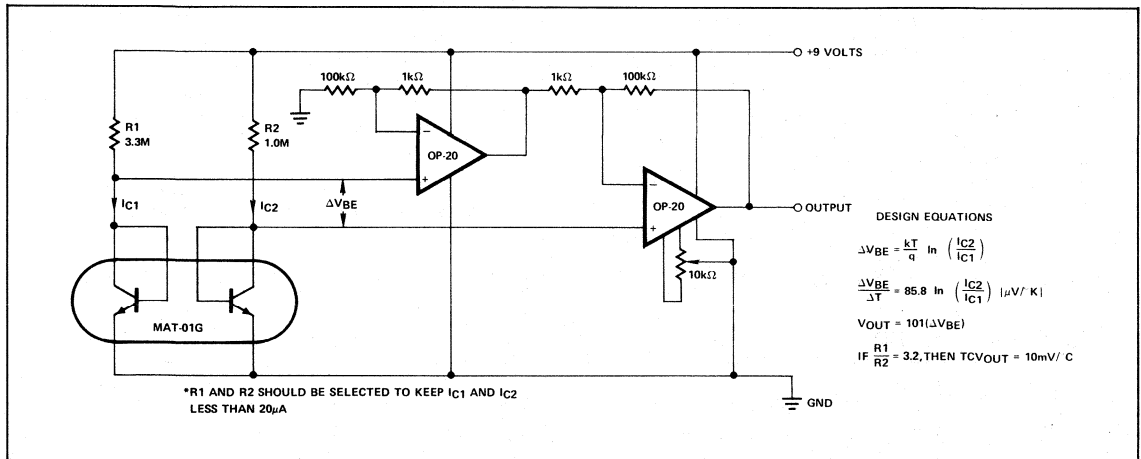 +9 VOLTS
100kΩ
1kΩ
1kΩ
100kΩ
R1
3.3M
R2
1.0M
−
OP-20
+
IC1
IC2
ΔVBE
−
OP-20
+
OUTPUT
10kΩ
MAT-01G
DESIGN EQUATIONS
ΔVBE = kT/q ln (IC2/IC1)
ΔVBE/ΔT = 85.8 ln (IC2/IC1) |μV/ K|
VOUT = 101(ΔVBE)
IF R1/R2 = 3.2, THEN TCVOUT = 10mV/ C
*R1 AND R2 SHOULD BE SELECTED TO KEEP IC1 AND IC2
LESS THAN 20μA
GND